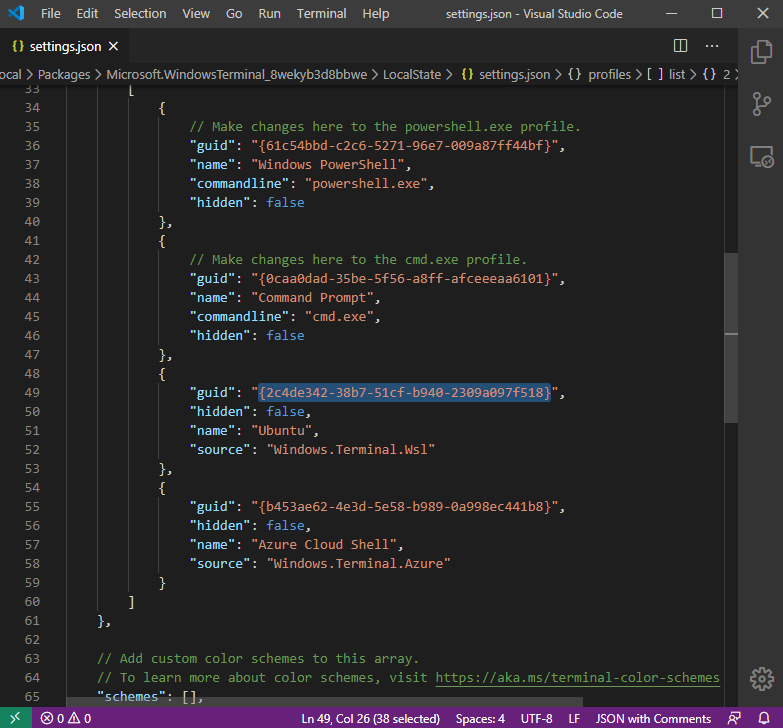 File Edit Selection View Go Run Terminal Help settings.json - Visual Studio Code
{} settings.json
ocal > Packages > Microsoft.WindowsTerminal_8wekyb3d8bbwe > LocalState > {} settings.json > {} profiles > [ ] list > {} 2 >
33 [
34 {
35 // Make changes here to the powershell.exe profile.
36 "guid": "{61c54bbd-c2c6-5271-96e7-009a87ff44bf}",
37 "name": "Windows PowerShell",
38 "commandline": "powershell.exe",
39 "hidden": false
40 },
41 {
42 // Make changes here to the cmd.exe profile.
43 "guid": "{0caa0dad-35be-5f56-a8ff-afceeeaa6101}",
44 "name": "Command Prompt",
45 "commandline": "cmd.exe",
46 "hidden": false
47 },
48 {
49 "guid": "{2c4de342-38b7-51cf-b940-2309a097f518}",
50 "hidden": false,
51 "name": "Ubuntu",
52 "source": "Windows.Terminal.Wsl"
53 },
54 {
55 "guid": "{b453ae62-4e3d-5e58-b989-0a998ec441b8}",
56 "hidden": false,
57 "name": "Azure Cloud Shell",
58 "source": "Windows.Terminal.Azure"
59 }
60 ]
61 },
62
63 // Add custom color schemes to this array.
64 // To learn more about color schemes, visit https://aka.ms/terminal-color-schemes
65 "schemes": [],
0 0 Ln 49, Col 26 (38 selected) Spaces: 4 UTF-8 LF JSON with Comments